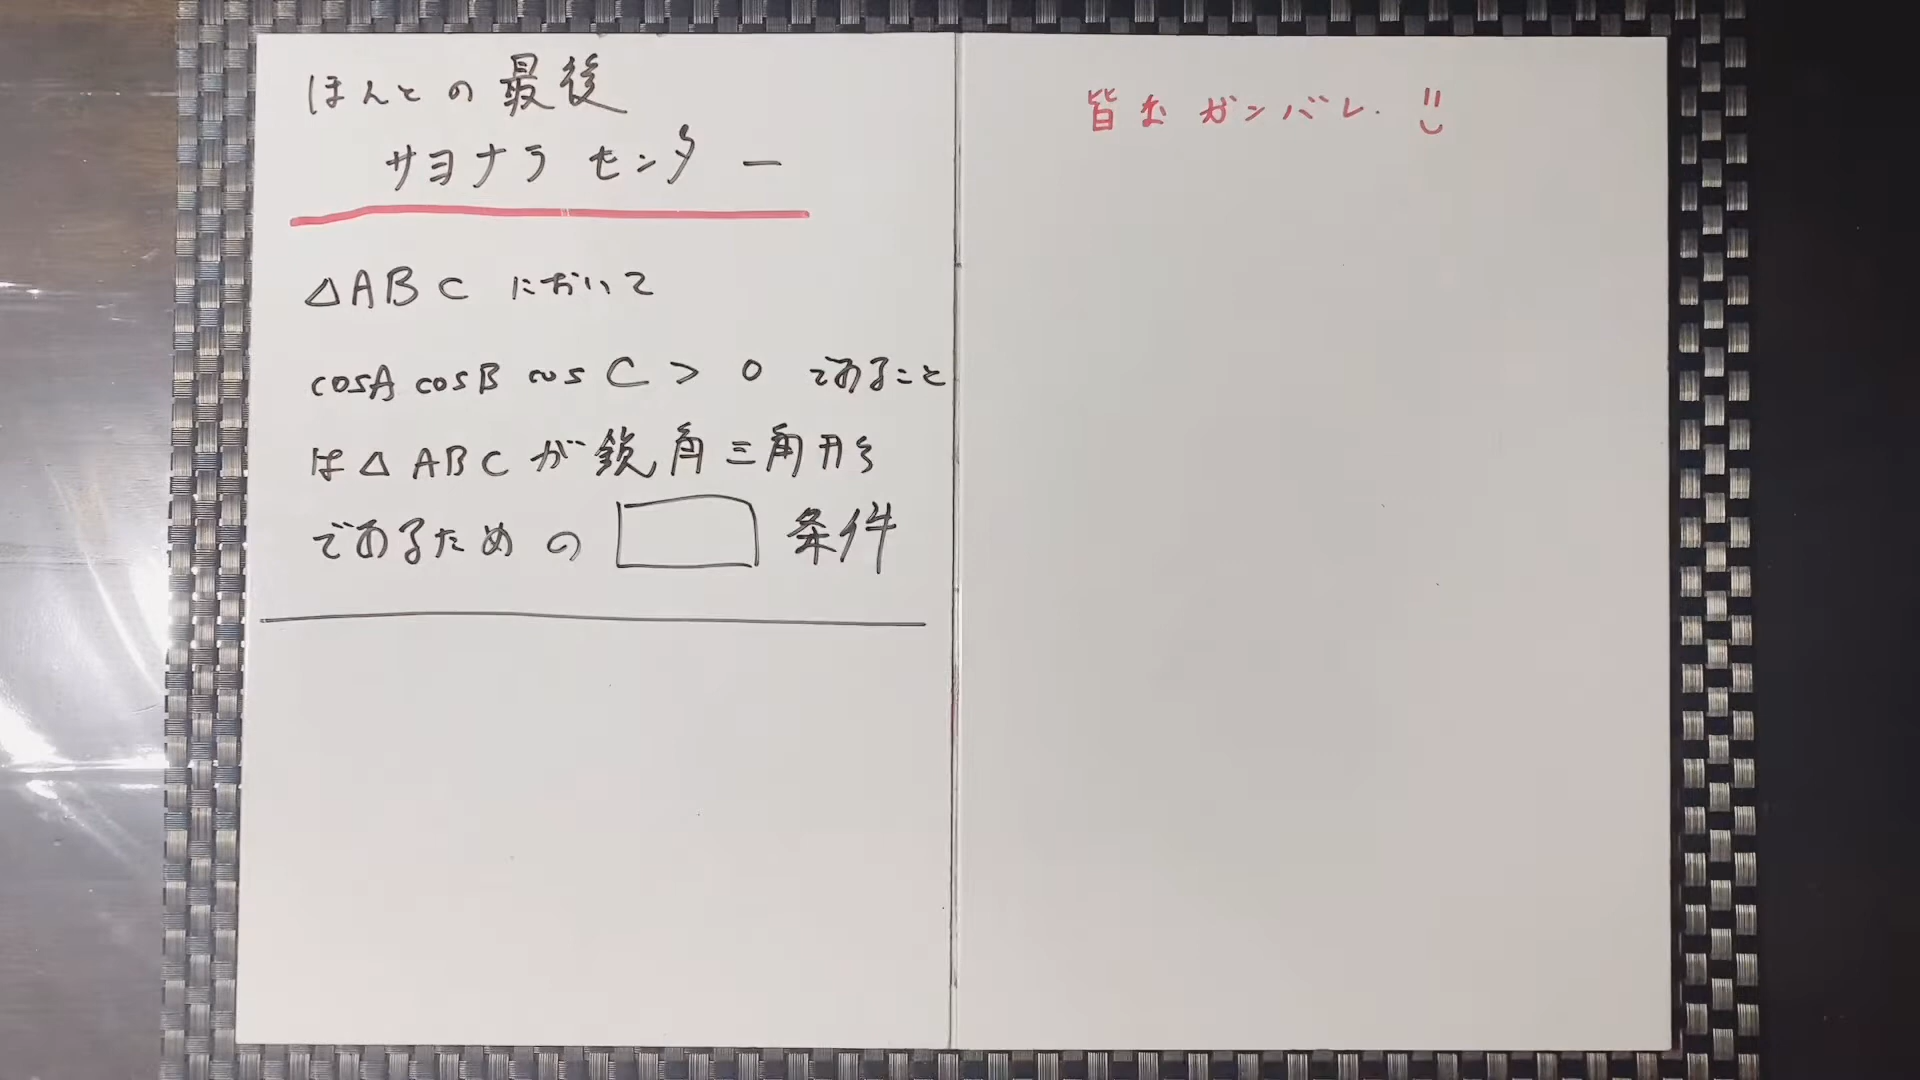 ほんとの最後
サヨナラセンター
△ABCにおいて
cosA cosB cos C > 0 であること
は△ABCが鋭角三角形
であるための 条件
皆ガンバレ.